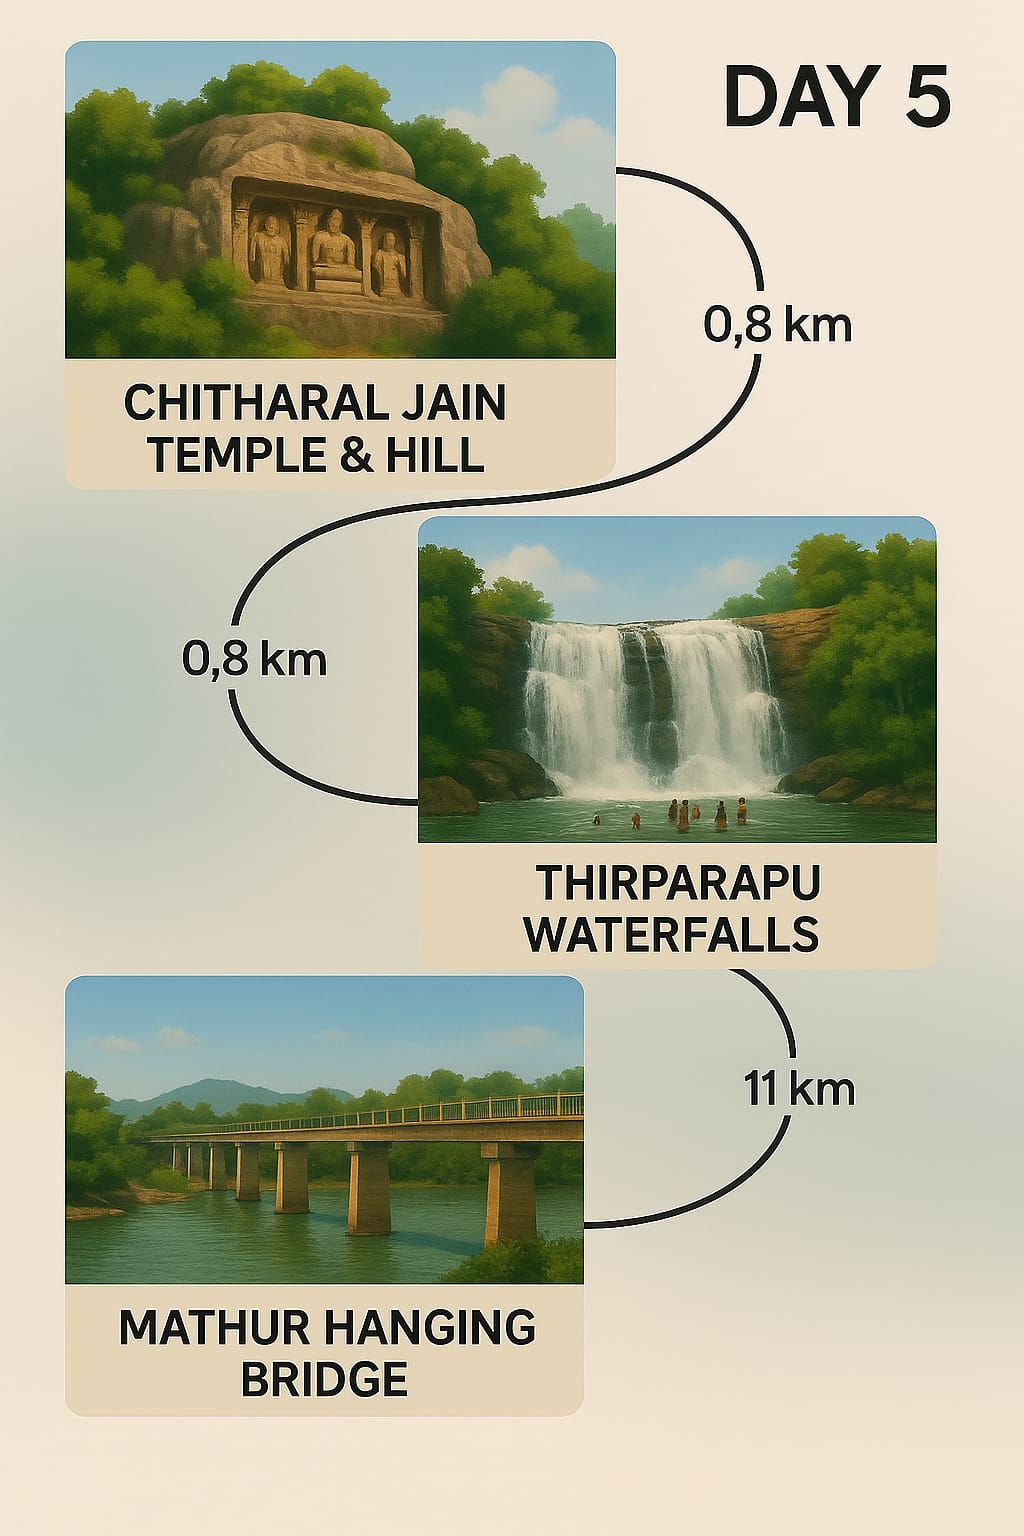 DAY 5
CHITHARAL JAIN
TEMPLE & HILL
0,8 km
0,8 km
THIRPARAPU
WATERFALLS
11 km
MATHUR HANGING
BRIDGE